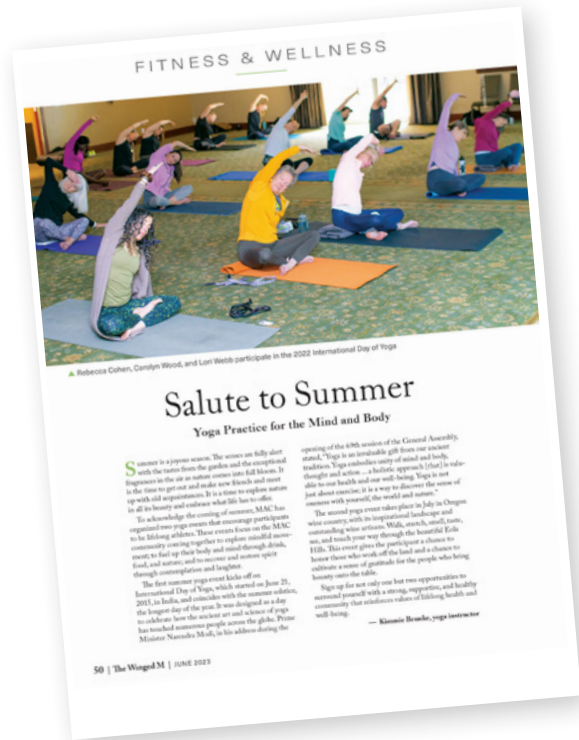 FITNESS & WELLNESS
▲ Rebecca Cohen, Carolyn Wood, and Lori Webb participate in the 2022 International Day of Yoga
Salute to Summer
Yoga Practice for the Mind and Body
Summer is a joyous season. The senses are fully alert
with the tastes from the garden and the exceptional
fragrances in the air as nature comes into full bloom. It
is the time to get out and make new friends and meet
up with old acquaintances. It is a time to explore nature
in all its beauty and embrace what life has to offer.
To acknowledge the coming of summer, MAC has
organized two yoga events that encourage participants
to be lifelong athletes. These events focus on the MAC
community coming together to explore mindful move-
ment; to fuel up their body and mind through drink,
food, and nature; and to recover and restore spirit
through contemplation and laughter.
The first summer yoga event kicks off on
International Day of Yoga, which started on June 21,
2015, in India, and coincides with the summer solstice,
the longest day of the year. It was designed as a day
to celebrate how the ancient art and science of yoga
has touched numerous people across the globe. Prime
Minister Narendra Modi, in his address during the
opening of the 69th session of the General Assembly,
stated, "Yoga is an invaluable gift from our ancient
tradition. Yoga embodies unity of mind and body,
thought and action ... a holistic approach [that] is valu-
able to our health and our well-being. Yoga is not
just about exercise; it is a way to discover the sense of
oneness with yourself, the world and nature."
The second yoga event takes place in July in Oregon
wine country, with its inspirational landscape and
outstanding wine artisans. Walk, stretch, smell, taste,
see, and touch your way through the beautiful Eola
Hills. This event gives the participant a chance to
honor those who work off the land and a chance to
cultivate a sense of gratitude for the people who bring
bounty onto the table.
Sign up for not only one but two opportunities to
surround yourself with a strong, supportive, and healthy
community that reinforces values of lifelong health and
well-being.
— yoga instructor
50 | The Winged M | JUNE 2023